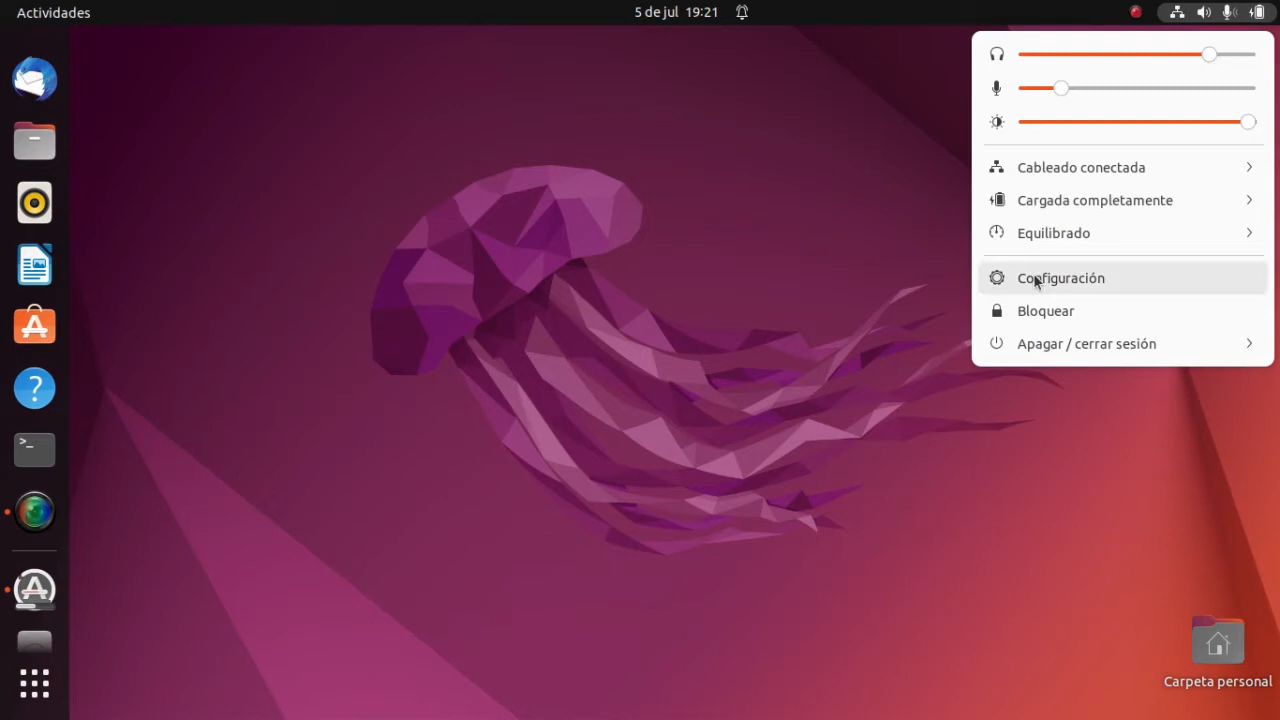 Actividades
5 de jul 19:21
Cableado conectada
Cargada completamente
Equilibrado
Configuración
Bloquear
Apagar / cerrar sesión
Carpeta personal